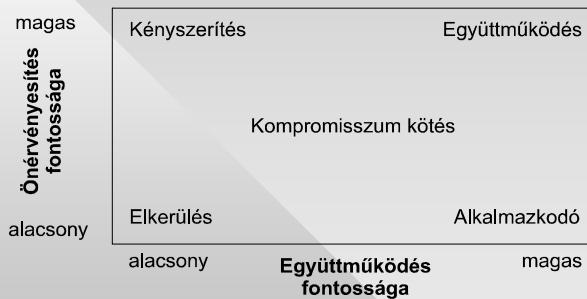 magas
Kényszerítés
Együttműködés
Önérvényesítés
fontossága
Kompromisszum kötés
alacsony
Elkerülés
Alkalmazkodó
alacsony
Együttműködés
fontossága
magas